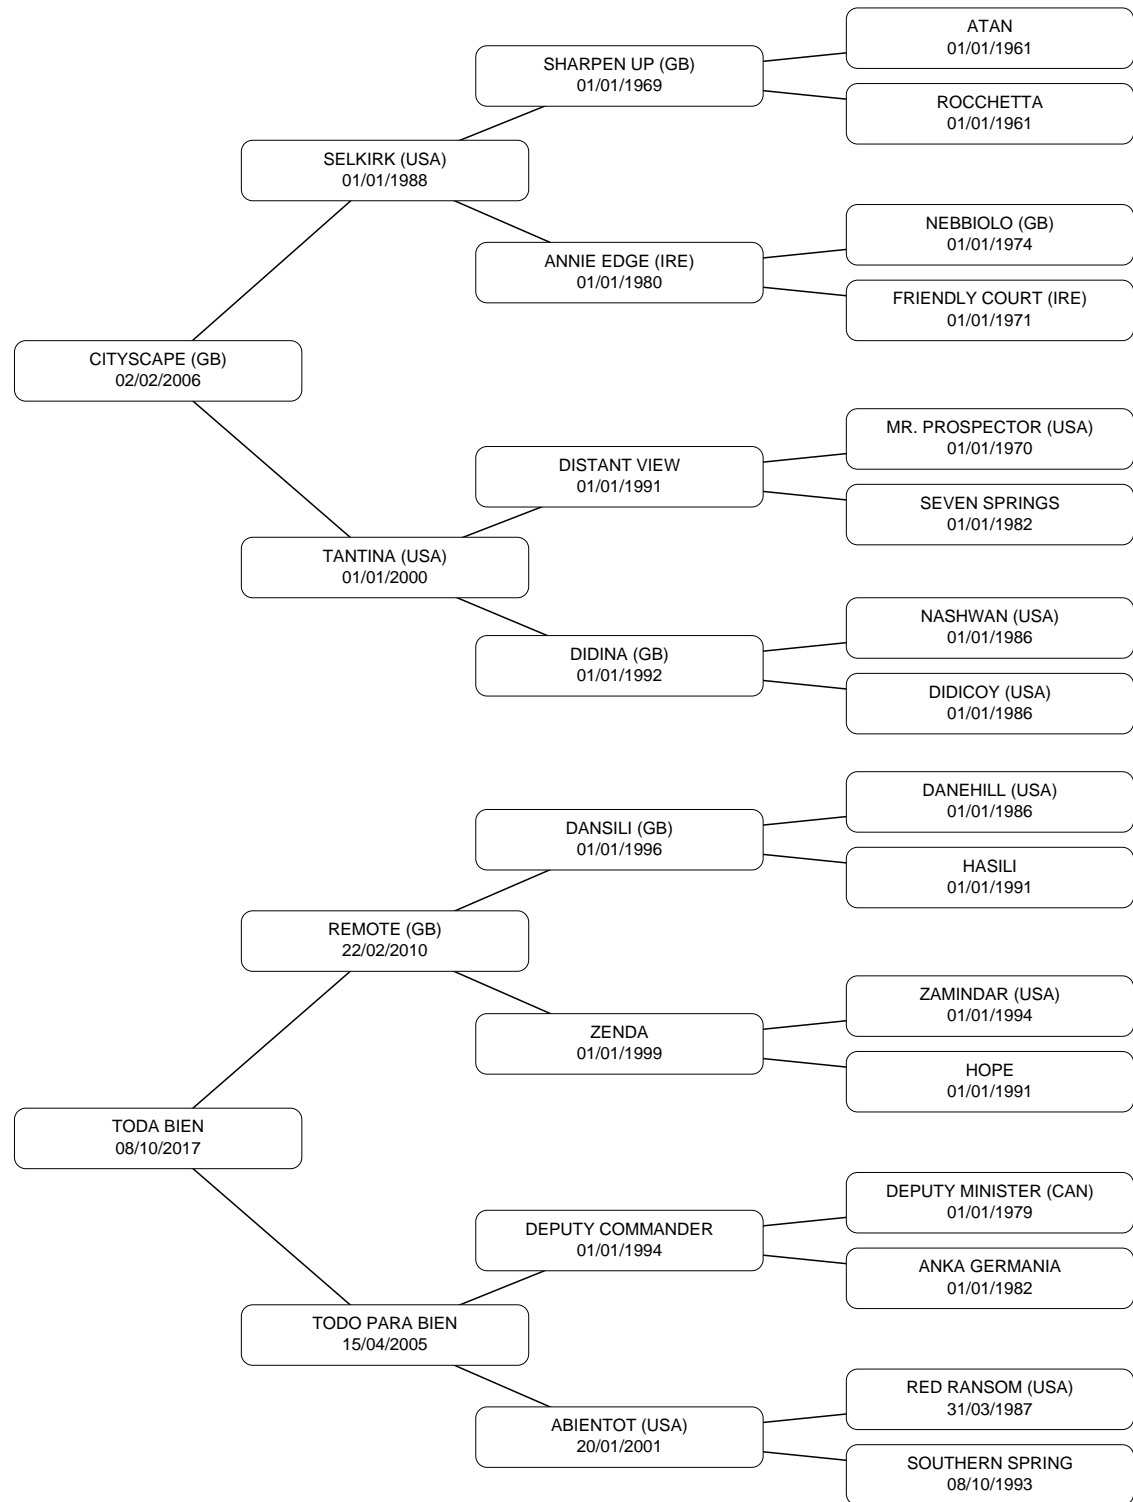 ATAN
01/01/1961
SHARPEN UP (GB)
01/01/1969
ROCCHETTA
01/01/1961
SELKIRK (USA)
01/01/1988
NEBBIOLO (GB)
01/01/1974
ANNIE EDGE (IRE)
01/01/1980
FRIENDLY COURT (IRE)
01/01/1971
CITYSCAPE (GB)
02/02/2006
MR. PROSPECTOR (USA)
01/01/1970
DISTANT VIEW
01/01/1991
SEVEN SPRINGS
01/01/1982
TANTINA (USA)
01/01/2000
NASHWAN (USA)
01/01/1986
DIDINA (GB)
01/01/1992
DIDICOY (USA)
01/01/1986
DANEHILL (USA)
01/01/1986
DANSILI (GB)
01/01/1996
HASILI
01/01/1991
REMOTE (GB)
22/02/2010
ZAMINDAR (USA)
01/01/1994
ZENDA
01/01/1999
HOPE
01/01/1991
TODA BIEN
08/10/2017
DEPUTY MINISTER (CAN)
01/01/1979
DEPUTY COMMANDER
01/01/1994
ANKA GERMANIA
01/01/1982
TODO PARA BIEN
15/04/2005
RED RANSOM (USA)
31/03/1987
ABIENTOT (USA)
20/01/2001
SOUTHERN SPRING
08/10/1993